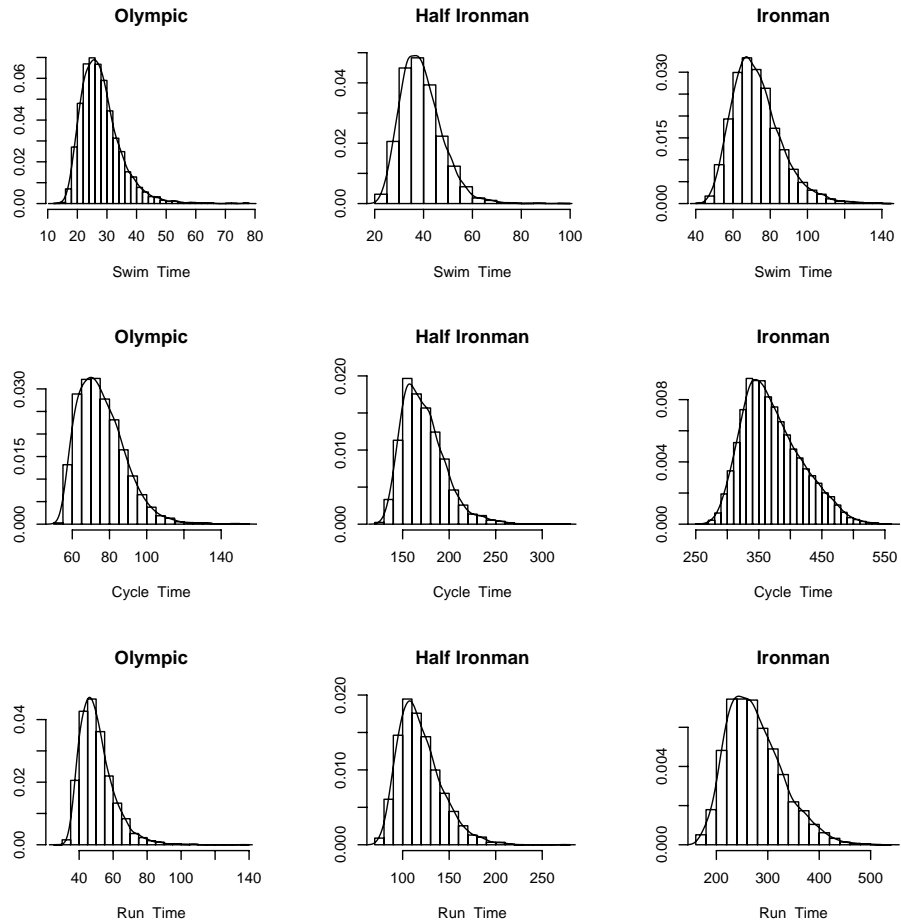 Olympic
Half Ironman
Ironman
0.00 0.02 0.04 0.06
10 20 30 40 50 60 70 80
Swim Time
0.00 0.02 0.04
20 40 60 80 100
Swim Time
0.000 0.015 0.030
40 60 80 100 140
Swim Time
Olympic
Half Ironman
Ironman
0.000 0.015 0.030
60 80 100 140
Cycle Time
0.000 0.010 0.020
150 200 250 300
Cycle Time
0.000 0.004 0.008
250 350 450 550
Cycle Time
Olympic
Half Ironman
Ironman
0.00 0.02 0.04
40 60 80 100 140
Run Time
0.000 0.010 0.020
100 150 200 250
Run Time
0.000 0.004
200 300 400 500
Run Time